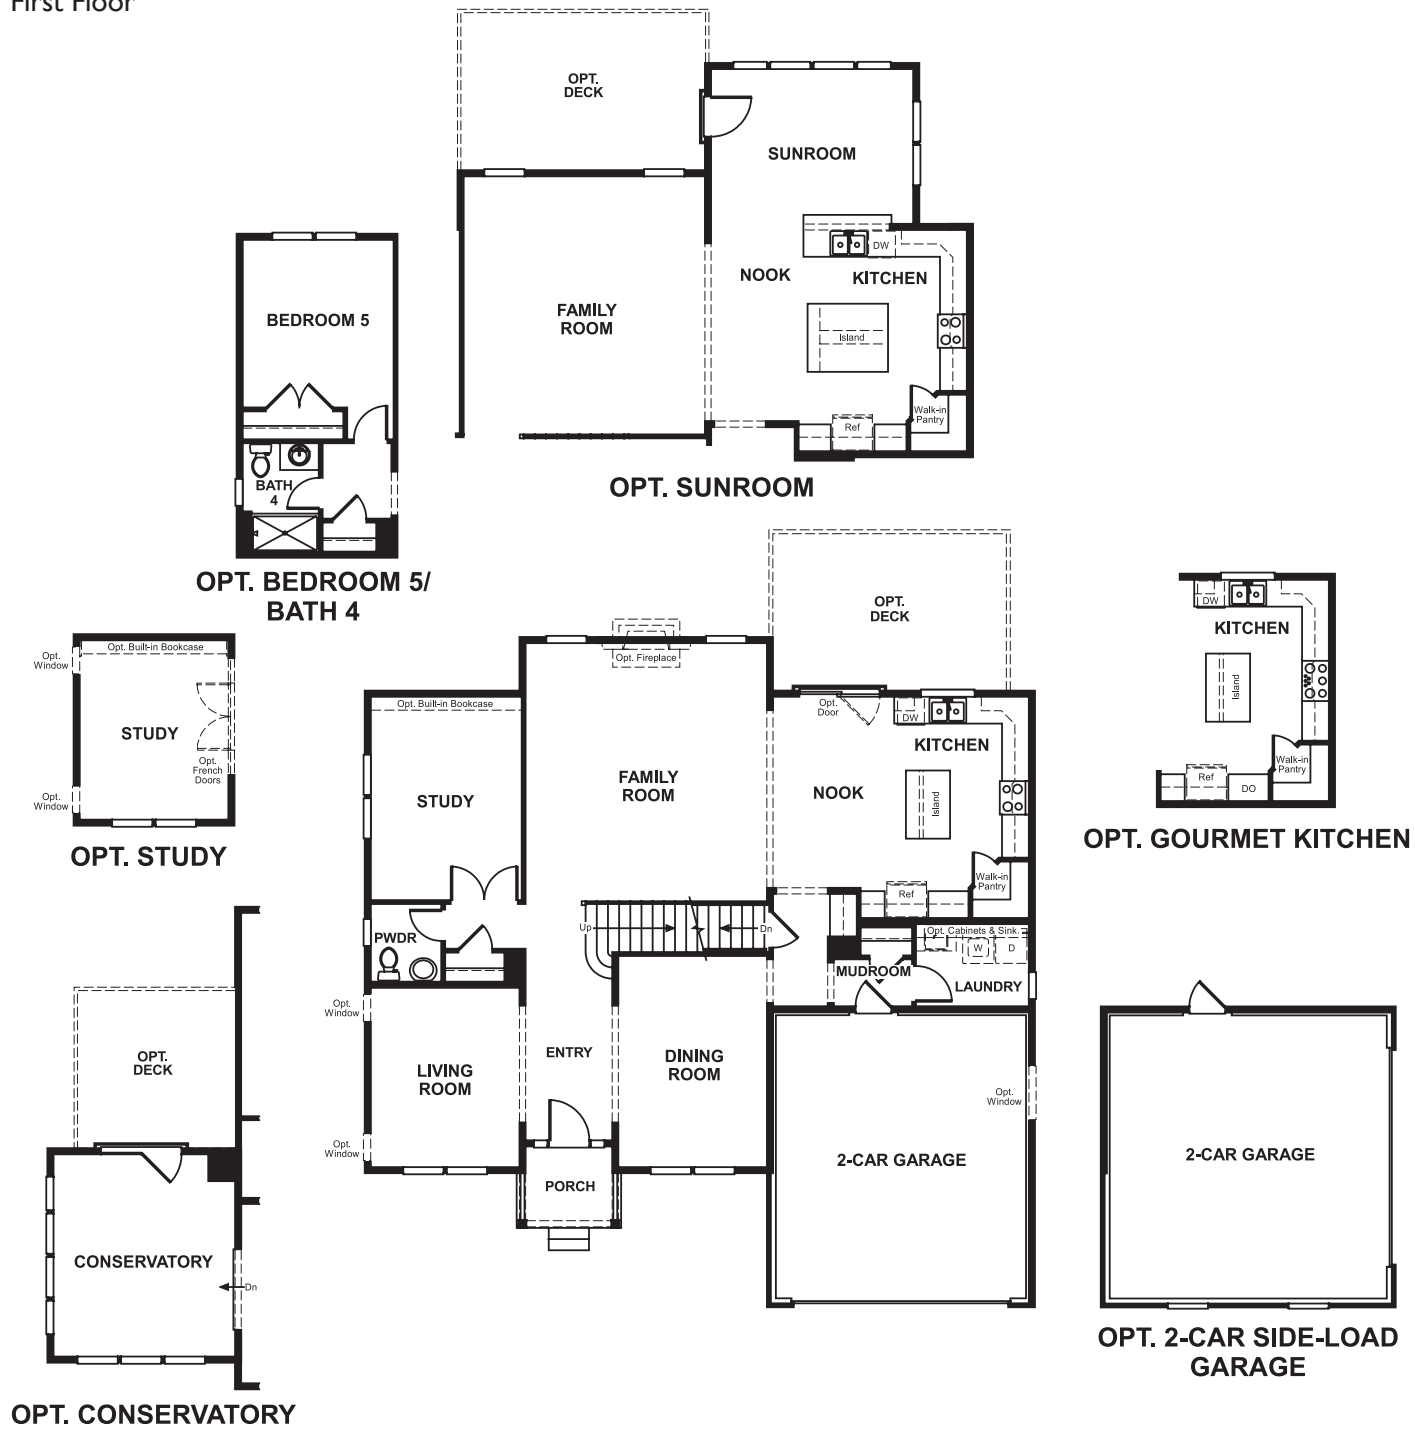 First Floor
OPT.
DECK
SUNROOM
DW
NOOK
KITCHEN
FAMILY
ROOM
Island
Walk-in
Pantry
Ref
OPT. SUNROOM
BEDROOM 5
BATH
4
OPT. BEDROOM 5/
BATH 4
Opt.
Window
Opt. Built-in Bookcase
STUDY
Opt.
French
Doors
Opt.
Window
OPT. STUDY
OPT.
DECK
Opt. Fireplace
Opt. Built-in Bookcase
Opt.
Door
DW
KITCHEN
FAMILY
ROOM
NOOK
STUDY
Island
Walk-in
Pantry
Ref
Up
Dn
PWDR
Opt. Cabinets & Sink
W
D
MUDROOM
LAUNDRY
Opt.
Window
ENTRY
LIVING
ROOM
DINING
ROOM
Opt.
Window
Opt.
Window
2-CAR GARAGE
PORCH
DW
KITCHEN
Island
Walk-in
Pantry
Ref
DO
OPT. GOURMET KITCHEN
OPT.
DECK
CONSERVATORY
Dn
OPT. CONSERVATORY
2-CAR GARAGE
OPT. 2-CAR SIDE-LOAD
GARAGE